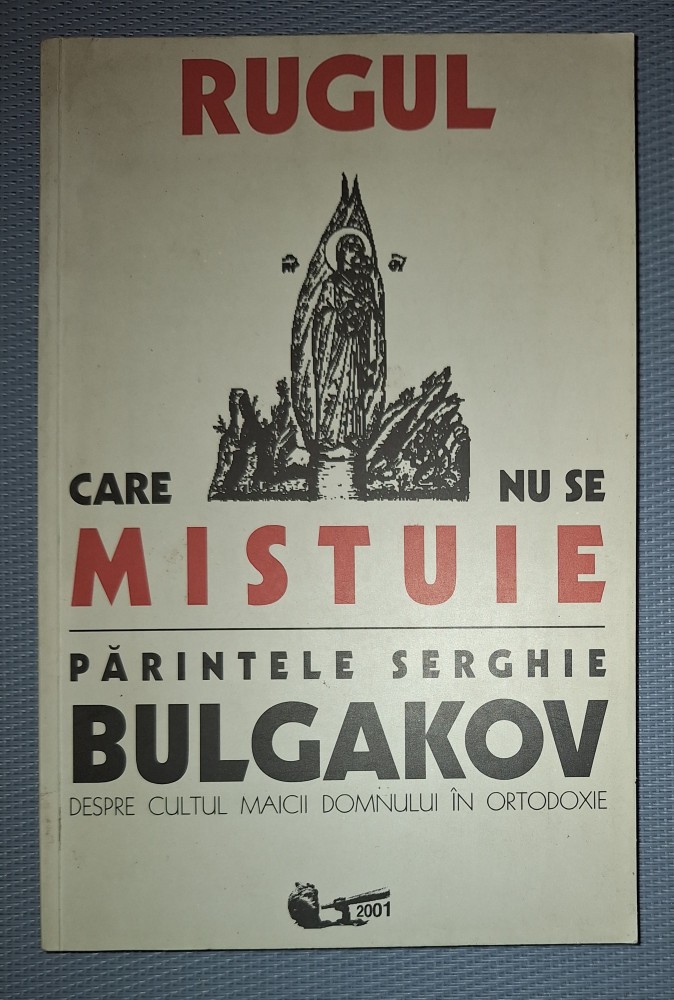 RUGUL
CARE NU SE
MISTUIE
PĂRINTELE SERGHIE
BULGAKOV
DESPRE CULTUL MAICII DOMNULUI ÎN ORTODOXIE
2001